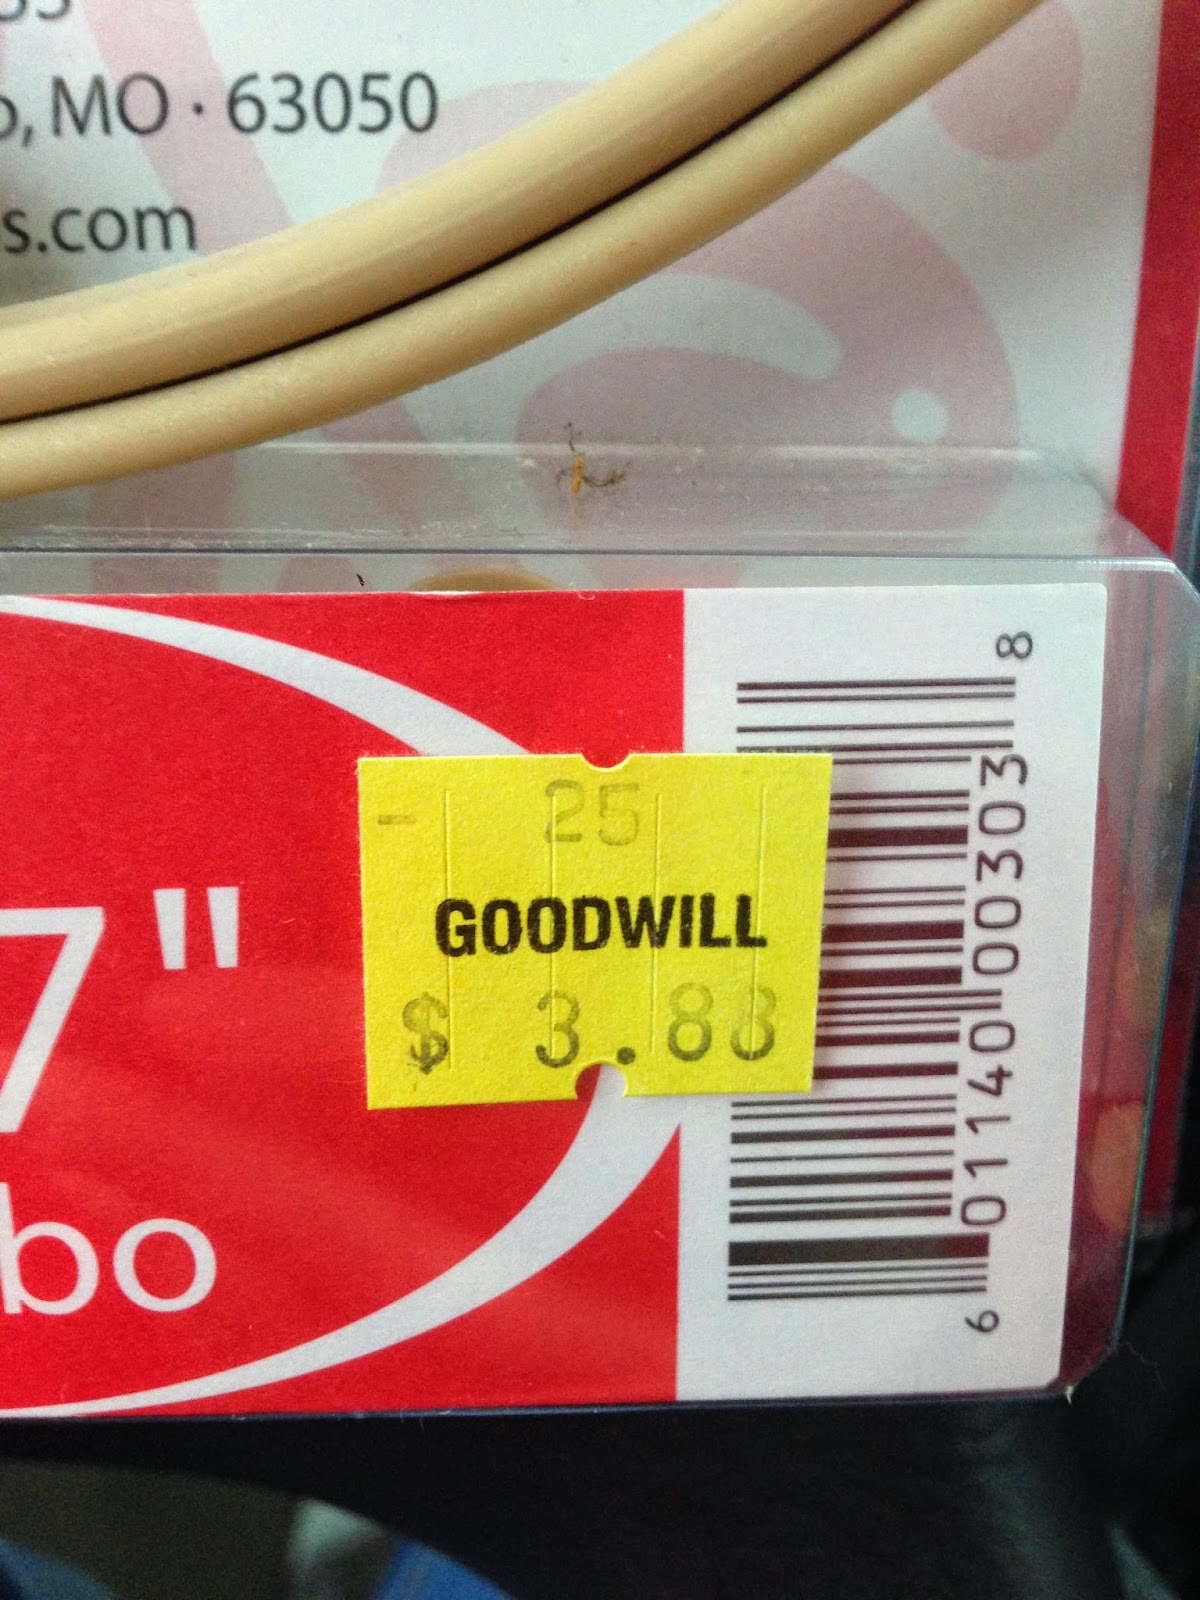 , MO · 63050
s.com
7"
bo
- 25
GOODWILL
$ 3.88
6 01140 00303 8